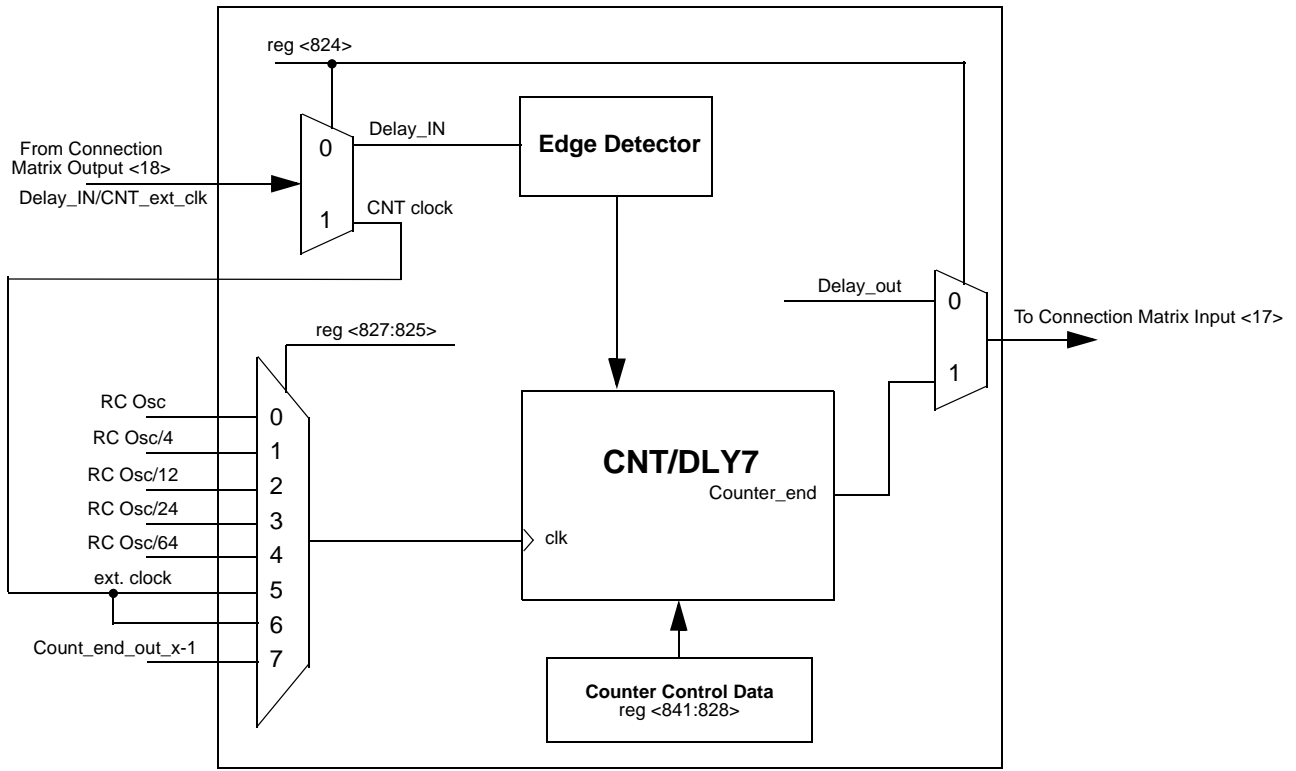 reg <824>
From Connection
Matrix Output <18>
Delay_IN/CNT_ext_clk
0
1
Delay_IN
CNT clock
Edge Detector
Delay_out
0
1
To Connection Matrix Input <17>
reg <827:825>
RC Osc
RC Osc/4
RC Osc/12
RC Osc/24
RC Osc/64
ext. clock
Count_end_out_x-1
0
1
2
3
4
5
6
7
CNT/DLY7
Counter_end
clk
Counter Control Data
reg <841:828>